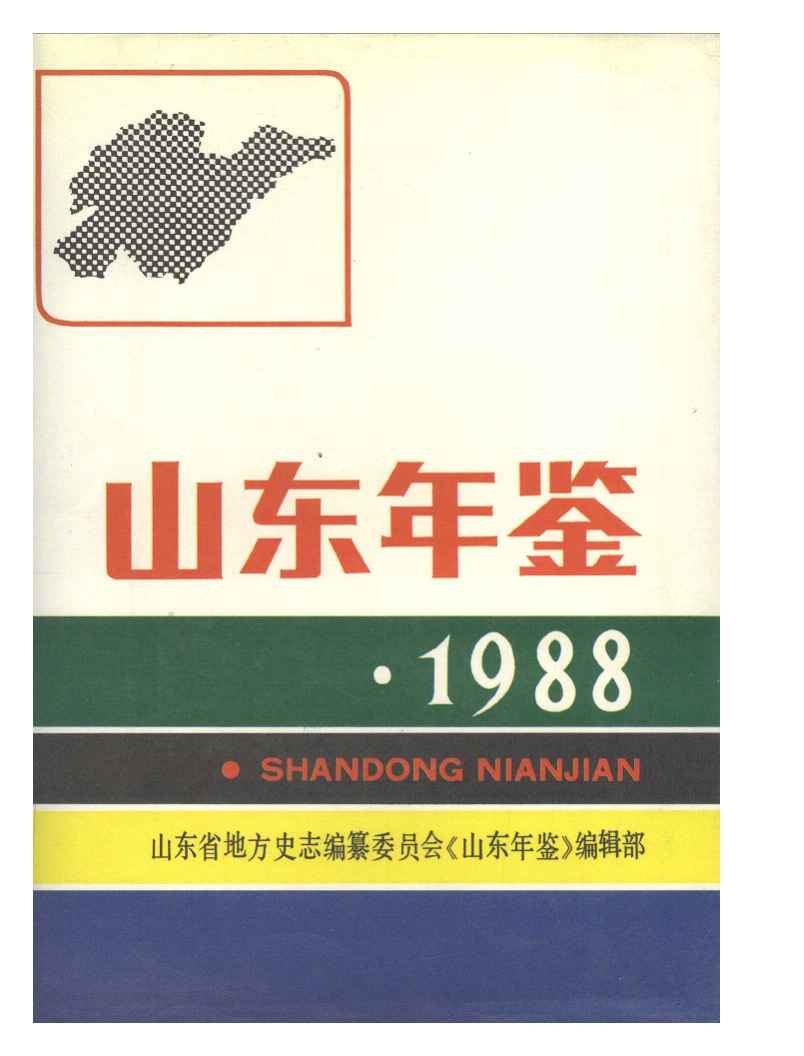 山东年鉴
·1988
• SHANDONG NIANJIAN
山东省地方史志编纂委员会《山东年鉴》编辑部